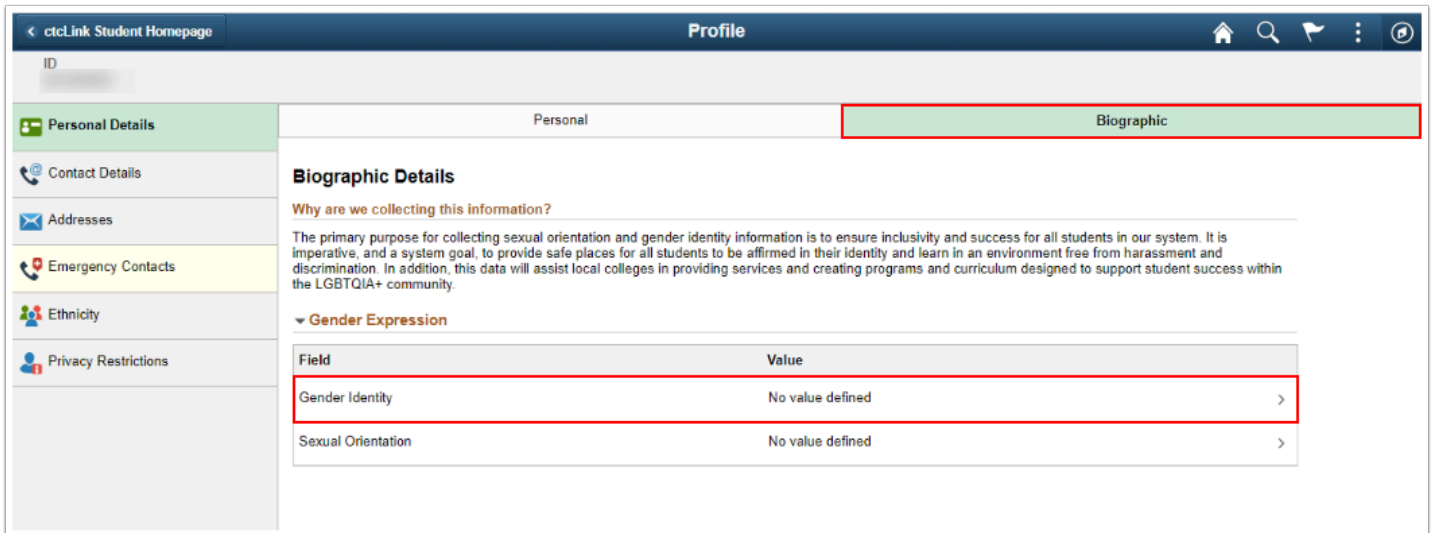 ctcLink Student Homepage
Profile
ID
Personal Details
Contact Details
Addresses
Emergency Contacts
Ethnicity
Privacy Restrictions
Personal
Biographic
Biographic Details
Why are we collecting this information?
The primary purpose for collecting sexual orientation and gender identity information is to ensure inclusivity and success for all students in our system. It is
imperative, and a system goal, to provide safe places for all students to be affirmed in their identity and learn in an environment free from harassment and
discrimination. In addition, this data will assist local colleges in providing services and creating programs and curriculum designed to support student success within
the LGBTQIA+ community.
Gender Expression
Field Value
Gender Identity No value defined
Sexual Orientation No value defined